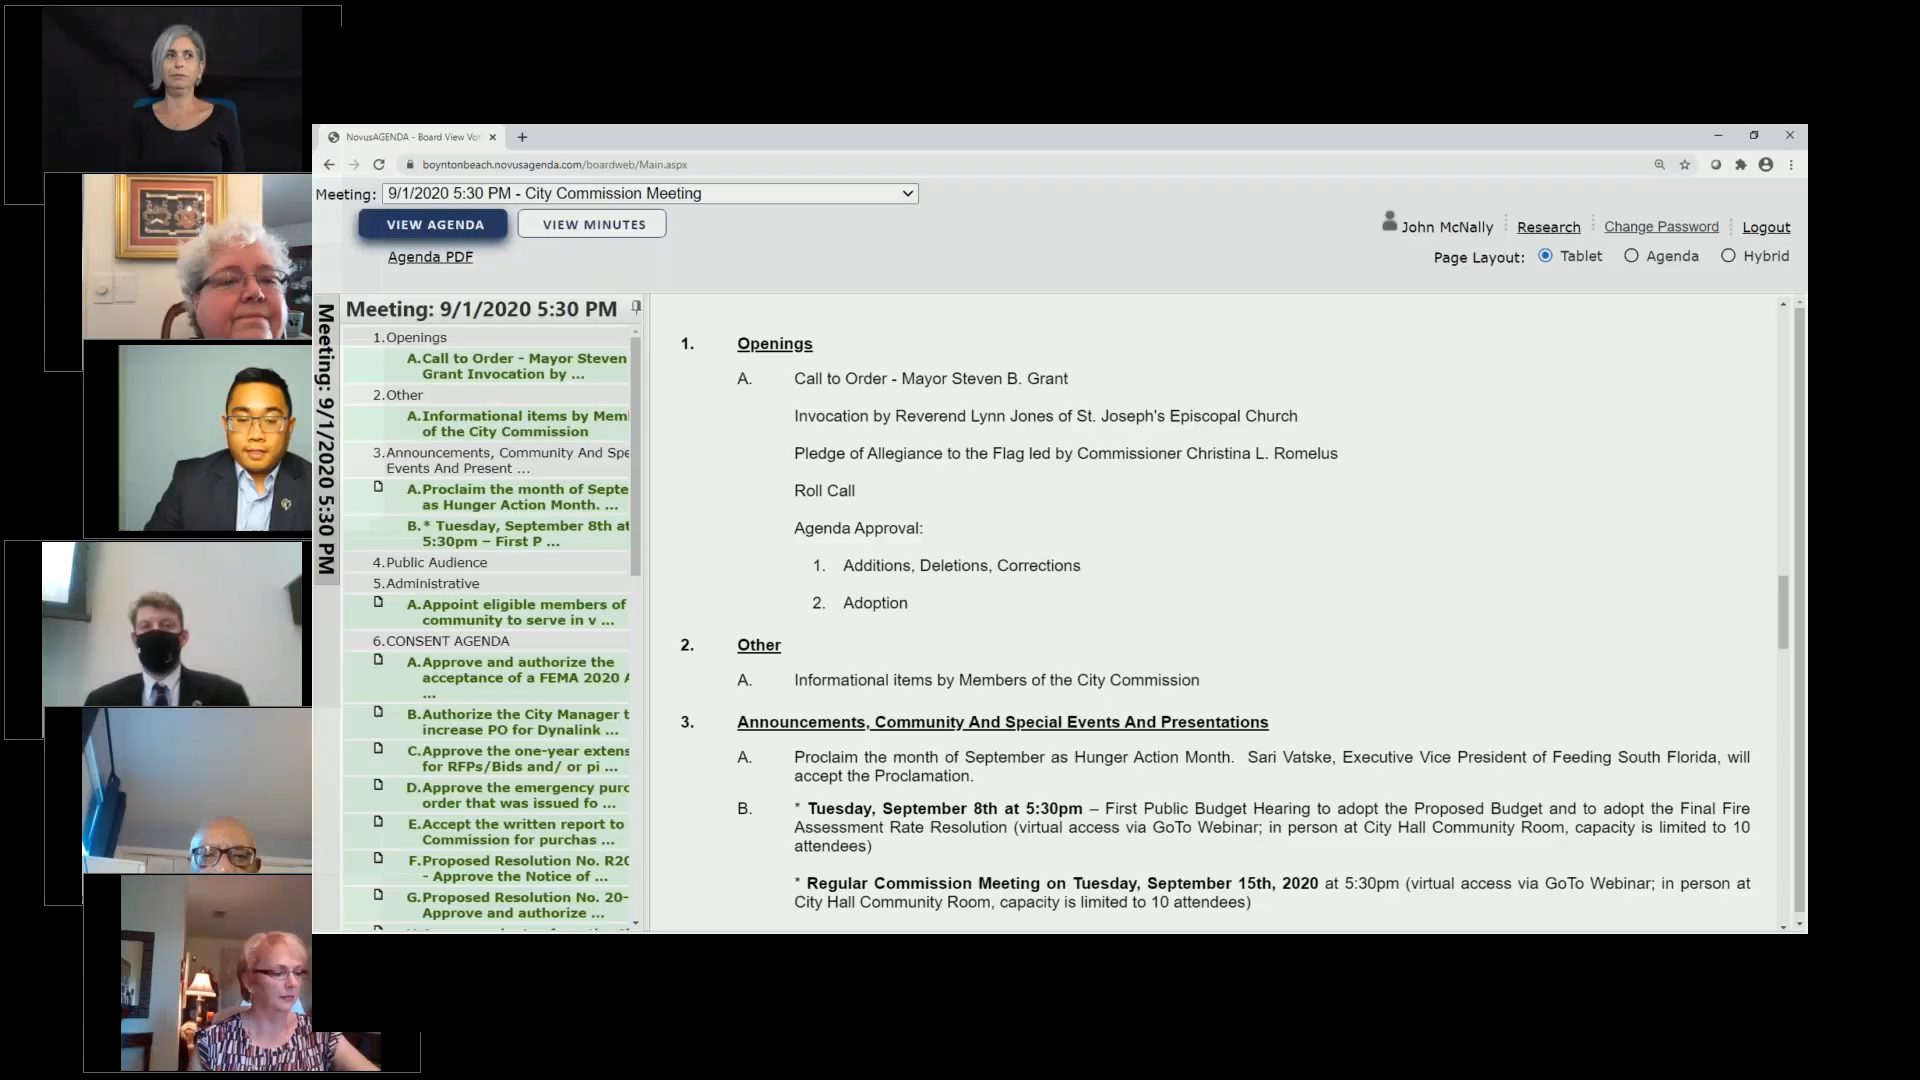 NovusAGENDA - Board View Vo
boyntonbeach.novusagenda.com/boardweb/Main.aspx
Meeting: 9/1/2020 5:30 PM - City Commission Meeting
VIEW AGENDA VIEW MINUTES
Agenda PDF
John McNally Research Change Password Logout
Page Layout: Tablet Agenda Hybrid
Meeting: 9/1/2020 5:30 PM
Meeting: 9/1/2020 5:30 PM
1.Openings
A.Call to Order - Mayor Steven
Grant Invocation by ...
2.Other
A.Informational items by Mem
of the City Commission
3.Announcements, Community And Spe
Events And Present ...
A.Proclaim the month of Septe
as Hunger Action Month. ...
B.* Tuesday, September 8th at
5:30pm – First P ...
4.Public Audience
5.Administrative
A.Appoint eligible members of
community to serve in v ...
6.CONSENT AGENDA
A.Approve and authorize the
acceptance of a FEMA 2020 A
...
B.Authorize the City Manager t
increase PO for Dynalink ...
C.Approve the one-year extens
for RFPs/Bids and/ or pi ...
D.Approve the emergency purc
order that was issued fo ...
E.Accept the written report to
Commission for purchas ...
F.Proposed Resolution No. R20
- Approve the Notice of ...
G.Proposed Resolution No. 20-
Approve and authorize ...
1. Openings
A. Call to Order - Mayor Steven B. Grant
Invocation by Reverend Lynn Jones of St. Joseph's Episcopal Church
Pledge of Allegiance to the Flag led by Commissioner Christina L. Romelus
Roll Call
Agenda Approval:
1. Additions, Deletions, Corrections
2. Adoption
2. Other
A. Informational items by Members of the City Commission
3. Announcements, Community And Special Events And Presentations
A. Proclaim the month of September as Hunger Action Month. Sari Vatske, Executive Vice President of Feeding South Florida, will
accept the Proclamation.
B. * Tuesday, September 8th at 5:30pm – First Public Budget Hearing to adopt the Proposed Budget and to adopt the Final Fire
Assessment Rate Resolution (virtual access via GoTo Webinar; in person at City Hall Community Room, capacity is limited to 10
attendees)
* Regular Commission Meeting on Tuesday, September 15th, 2020 at 5:30pm (virtual access via GoTo Webinar; in person at
City Hall Community Room, capacity is limited to 10 attendees)